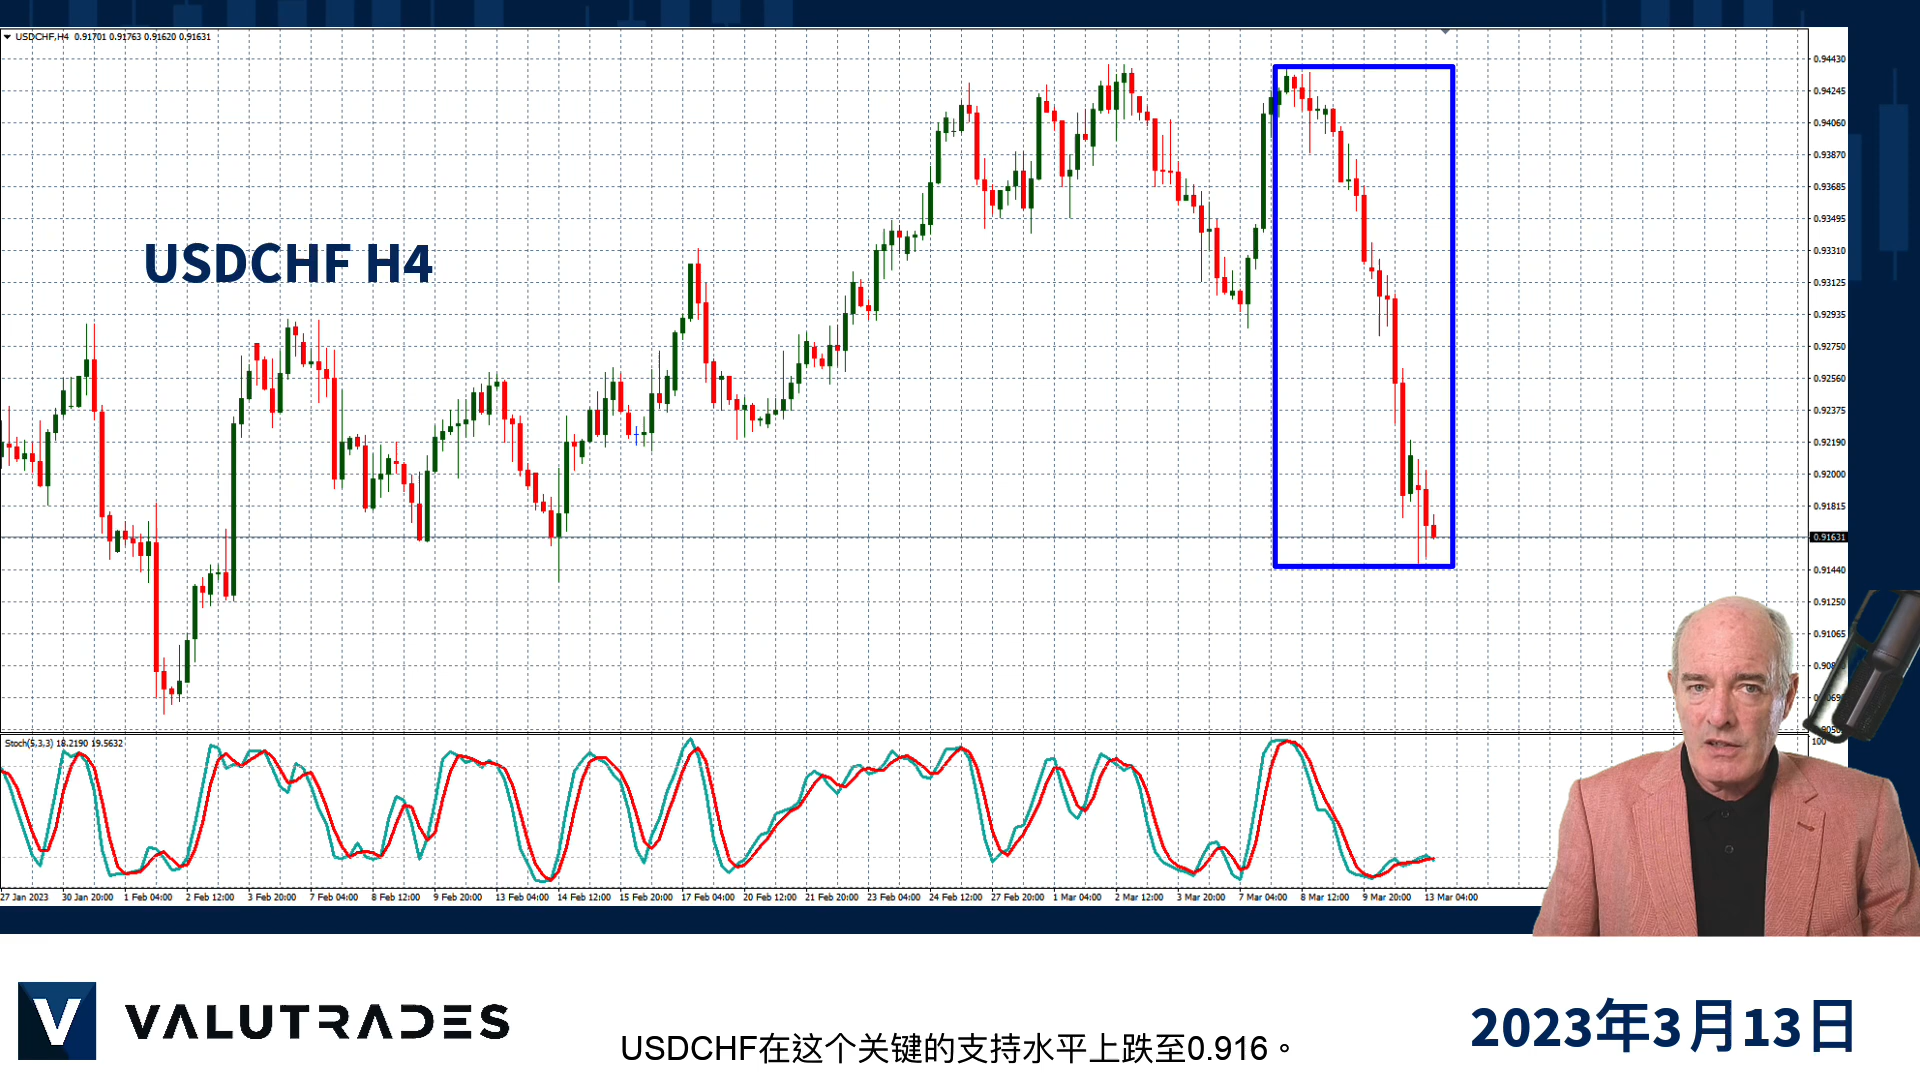 USDCHF,H4 0.91701 0.91763 0.91620 0.91631
0.94430
0.94245
0.94060
0.93870
0.93685
0.93495
0.93310
0.93125
0.92935
0.92750
0.92560
0.92375
0.92190
0.92000
0.91815
0.91631
0.91440
0.91250
0.91065
USDCHF H4
Stoch(5,3,3) 18.2190 19.5632
100
27 Jan 2023 30 Jan 20:00 1 Feb 04:00 2 Feb 12:00 3 Feb 20:00 7 Feb 04:00 8 Feb 12:00 9 Feb 20:00 13 Feb 04:00 14 Feb 12:00 15 Feb 20:00 17 Feb 04:00 20 Feb 12:00 21 Feb 20:00 23 Feb 04:00 24 Feb 12:00 27 Feb 20:00 1 Mar 04:00 2 Mar 12:00 3 Mar 20:00 7 Mar 04:00 8 Mar 12:00 9 Mar 20:00 13 Mar 04:00
VALUTRADES
USDCHF在这个关键的支持水平上跌至0.916。
2023年3月13日